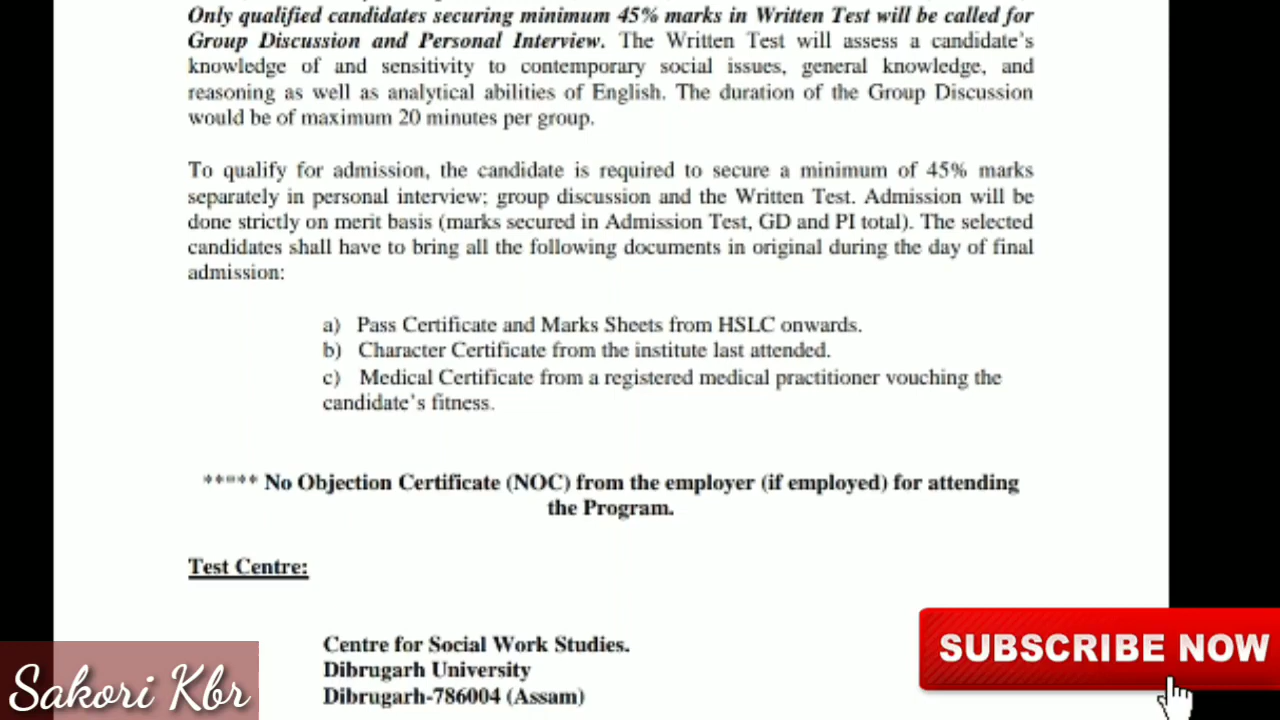 Only qualified candidates securing minimum 45% marks in Written Test will be called for
Group Discussion and Personal Interview. The Written Test will assess a candidate's
knowledge of and sensitivity to contemporary social issues, general knowledge, and
reasoning as well as analytical abilities of English. The duration of the Group Discussion
would be of maximum 20 minutes per group.
To qualify for admission, the candidate is required to secure a minimum of 45% marks
separately in personal interview; group discussion and the Written Test. Admission will be
done strictly on merit basis (marks secured in Admission Test, GD and PI total). The selected
candidates shall have to bring all the following documents in original during the day of final
admission:
a) Pass Certificate and Marks Sheets from HSLC onwards.
b) Character Certificate from the institute last attended.
c) Medical Certificate from a registered medical practitioner vouching the
candidate's fitness.
***** No Objection Certificate (NOC) from the employer (if employed) for attending
the Program.
Test Centre:
Centre for Social Work Studies.
Dibrugarh University
Dibrugarh-786004 (Assam)
SUBSCRIBE NOW
Sakori Kbr